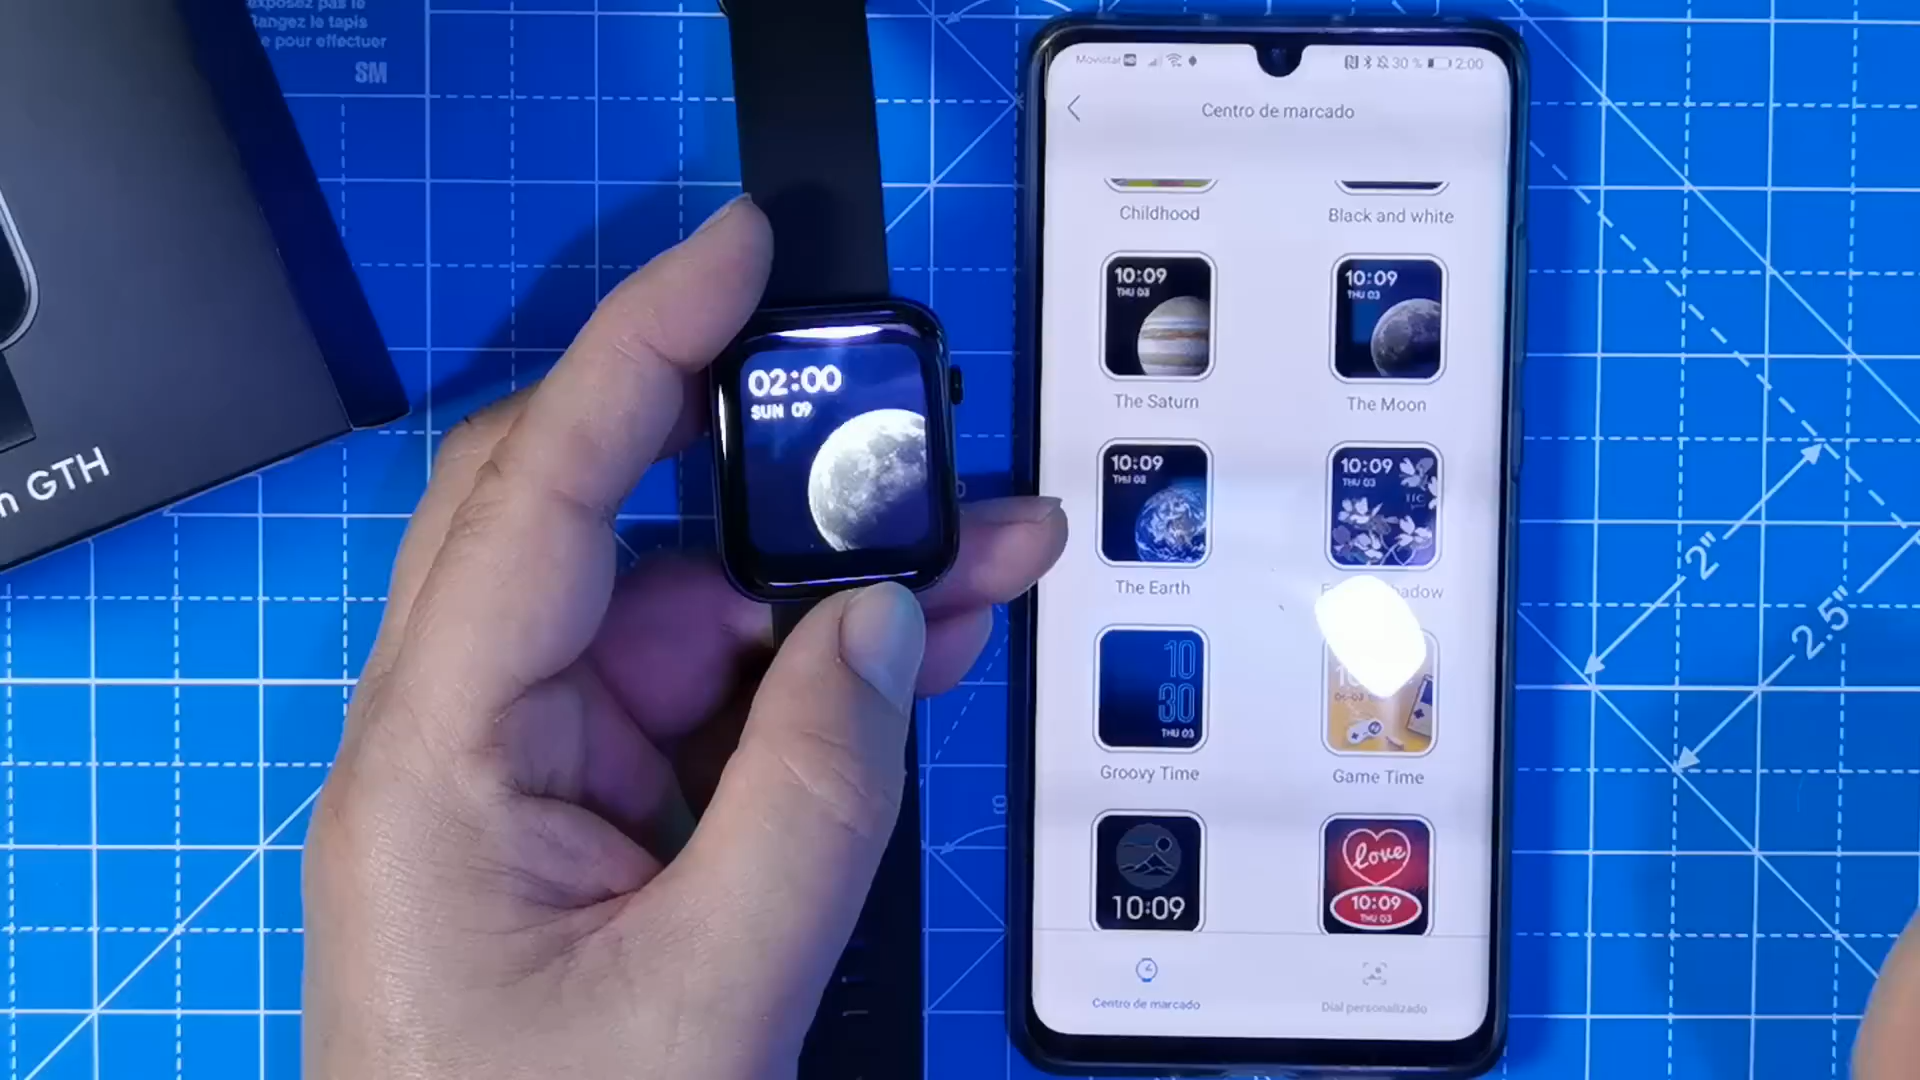 exposez pas le
Rangez le tapis
e pour effectuer
SM
n GTH
02:00
SUN 09
Movistar
30 %
2:00
Centro de marcado
Childhood
Black and white
10:09
THU 03
The Saturn
10:09
THU 03
The Moon
10:09
THU 03
The Earth
10:09
THU 03
adow
10
30
THU 03
Groovy Time
Game Time
10:09
Love
10:09
THU 03
Centro de marcado
Dial personalizado
2"
2.5"